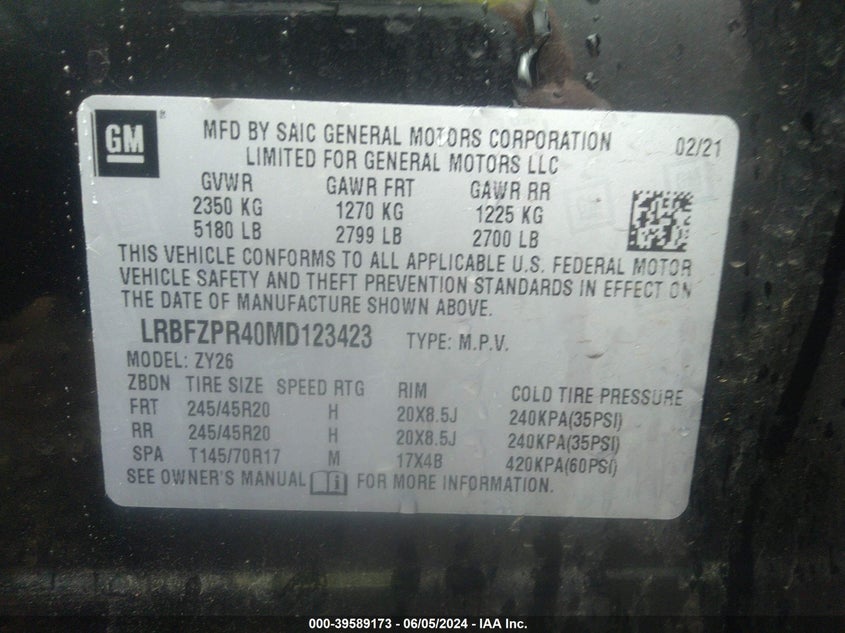 GM
MFD BY SAIC GENERAL MOTORS CORPORATION 02/21
LIMITED FOR GENERAL MOTORS LLC
GVWR GAWR FRT GAWR RR
2350 KG 1270 KG 1225 KG
5180 LB 2799 LB 2700 LB
THIS VEHICLE CONFORMS TO ALL APPLICABLE U.S. FEDERAL MOTOR
VEHICLE SAFETY AND THEFT PREVENTION STANDARDS IN EFFECT ON
THE DATE OF MANUFACTURE SHOWN ABOVE.
LRBFZPR40MD123423 TYPE: M.P.V.
MODEL: ZY26
ZBDN TIRE SIZE SPEED RTG RIM COLD TIRE PRESSURE
FRT 245/45R20 H 20X8.5J 240KPA(35PSI)
RR 245/45R20 H 20X8.5J 240KPA(35PSI)
SPA T145/70R17 M 17X4B 420KPA(60PSI)
SEE OWNER'S MANUAL FOR MORE INFORMATION.
000-39589173 - 06/05/2024 - IAA Inc.